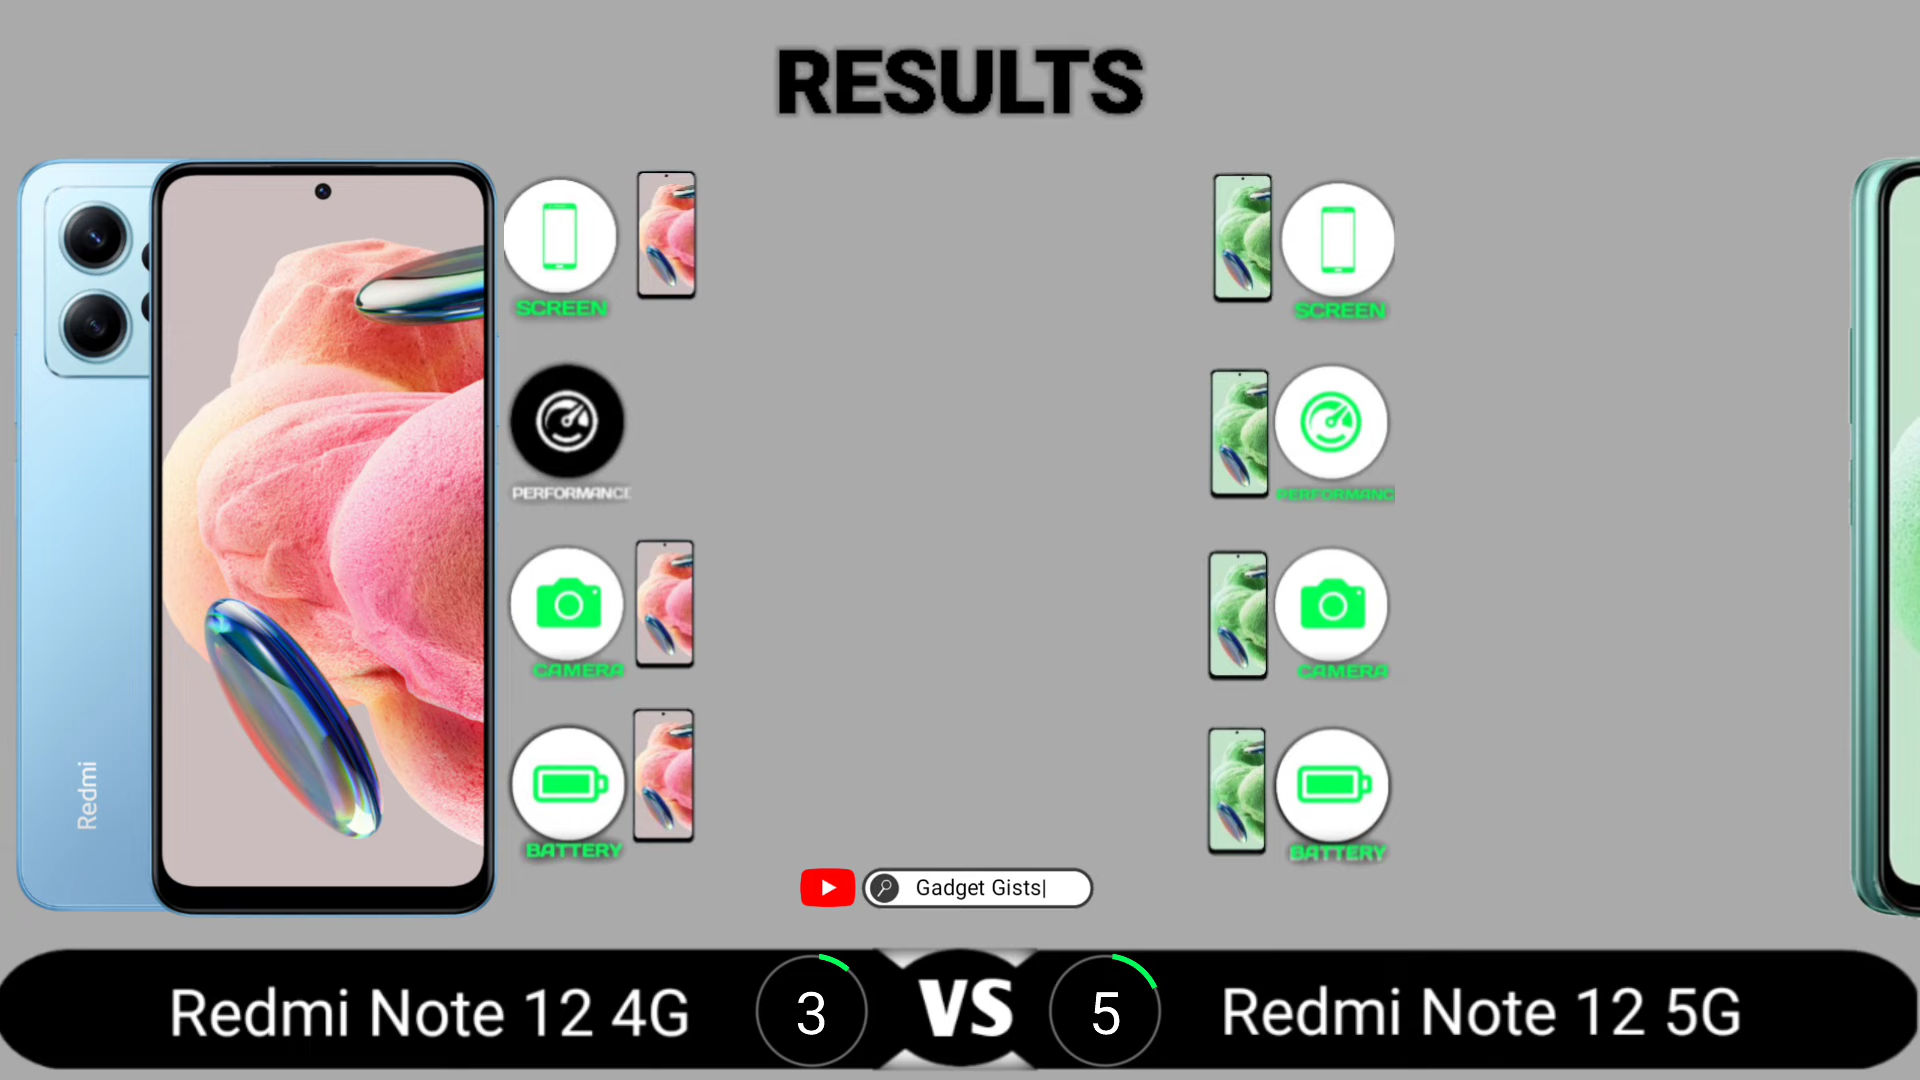 RESULTS
SCREEN
SCREEN
PERFORMANCE
PERFORMANC
CAMERA
CAMERA
Redmi
BATTERY
BATTERY
Gadget Gists|
Redmi Note 12 4G 3 VS 5 Redmi Note 12 5G